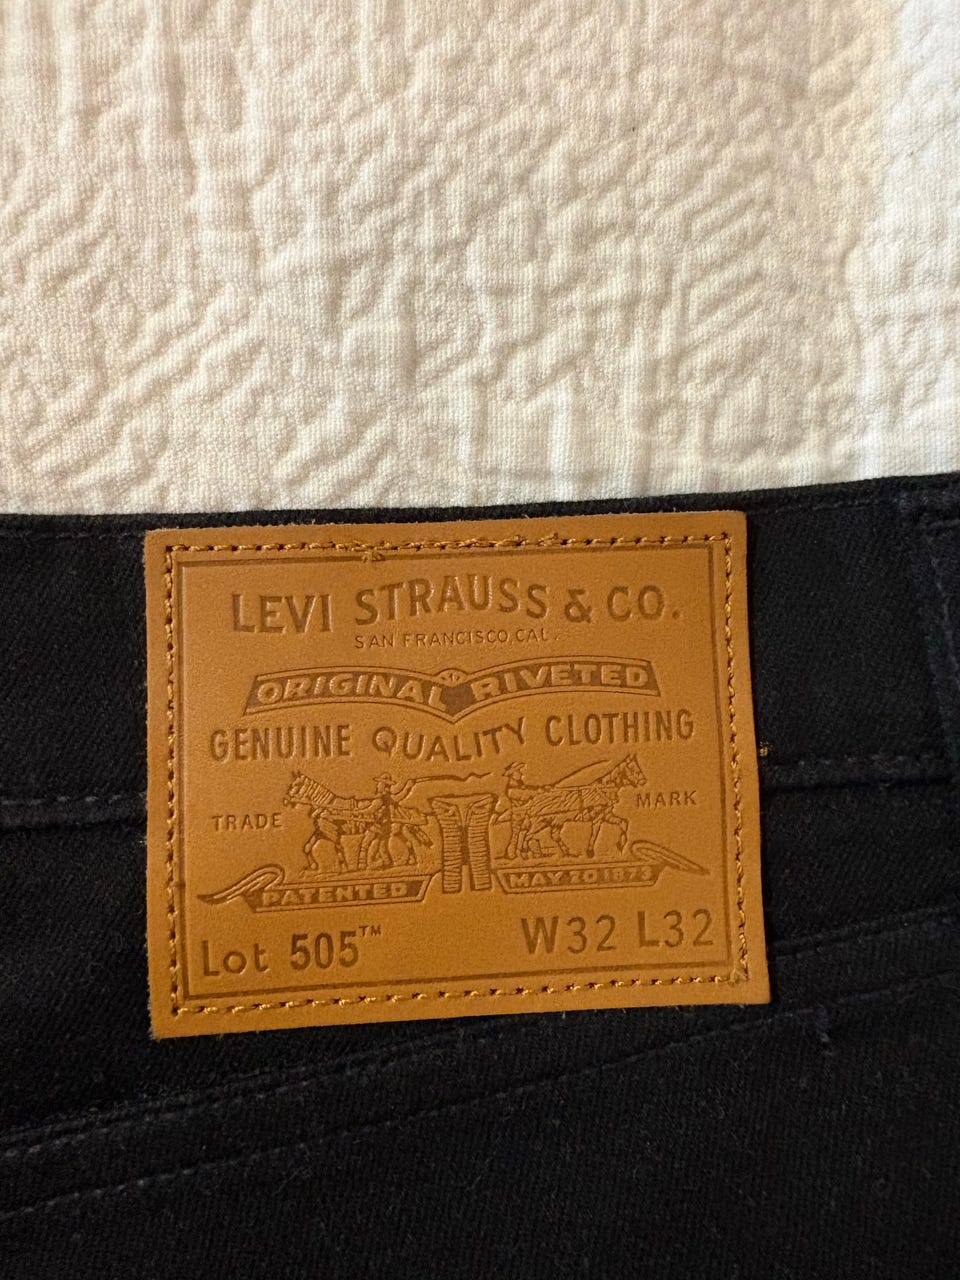 LEVI STRAUSS & CO.
SAN FRANCISCO, CAL.
ORIGINAL RIVETED
GENUINE QUALITY CLOTHING
TRADE MARK
PATENTED MAY 20 1873
Lot 505™ W32 L32